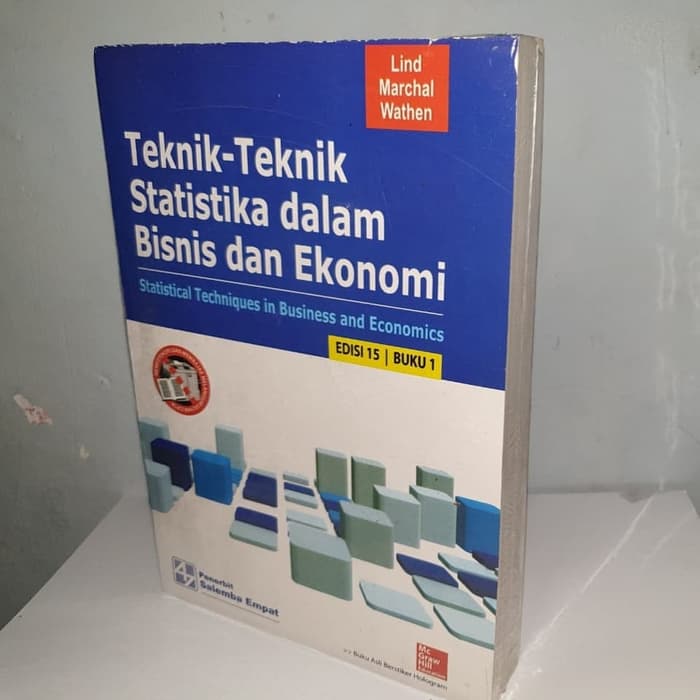 Lind
Marchal
Wathen
Teknik-Teknik
Statistika dalam
Bisnis dan Ekonomi
Statistical Techniques in Business and Economics
EDISI 15 | BUKU 1
Penerbit
Salemba Empat
Mc
Graw
Hill
Education
>> Buku Asli Berstiker Hologram